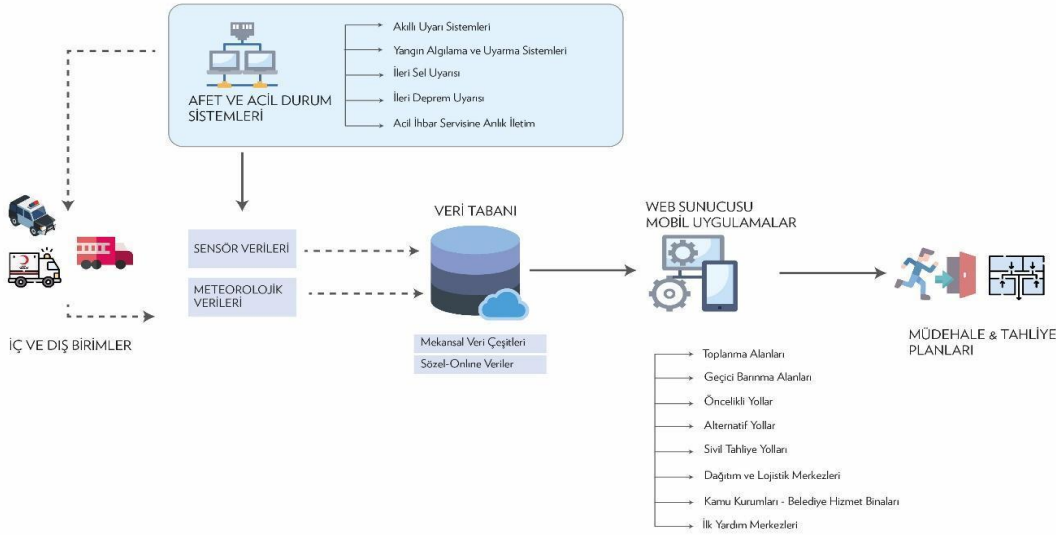 AFET VE ACİL DURUM
SİSTEMLERİ
Akıllı Uyarı Sistemleri
Yangın Algılama ve Uyarma Sistemleri
İleri Sel Uyarısı
İleri Deprem Uyarısı
Acil İhbar Servisine Anlık İletim
İÇ VE DIŞ BİRİMLER
SENSÖR VERİLERİ
METEOROLOJİK
VERİLERİ
VERİ TABANI
Mekansal Veri Çeşitleri
Sözel-Online Veriler
WEB SUNUCUSU
MOBİL UYGULAMALAR
Toplanma Alanları
Geçici Barınma Alanları
Öncelikli Yollar
Alternatif Yollar
Sivil Tahliye Yolları
Dağıtım ve Lojistik Merkezleri
Kamu Kurumları - Belediye Hizmet Binaları
İlk Yardım Merkezleri
MÜDEHALE & TAHLİYE
PLANLARI